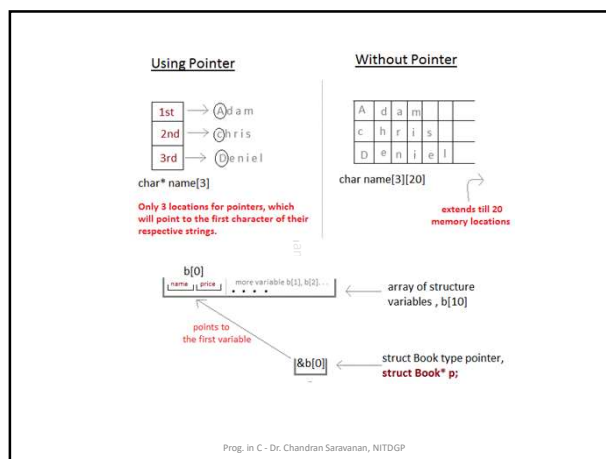 Using Pointer
1st Adam
2nd chris
3rd Deniel
char* name[3]
Only 3 locations for pointers, which
will point to the first character of their
respective strings.
Without Pointer
A d a m
c h r i s
D e n i e l
char name[3][20]
extends till 20
memory locations
b[0]
name price more variable b[1], b[2]. . .
array of structure
variables , b[10]
points to
the first variable
&b[0]
struct Book type pointer,
struct Book* p;
Prog. in C - Dr. Chandran Saravanan, NITDGP